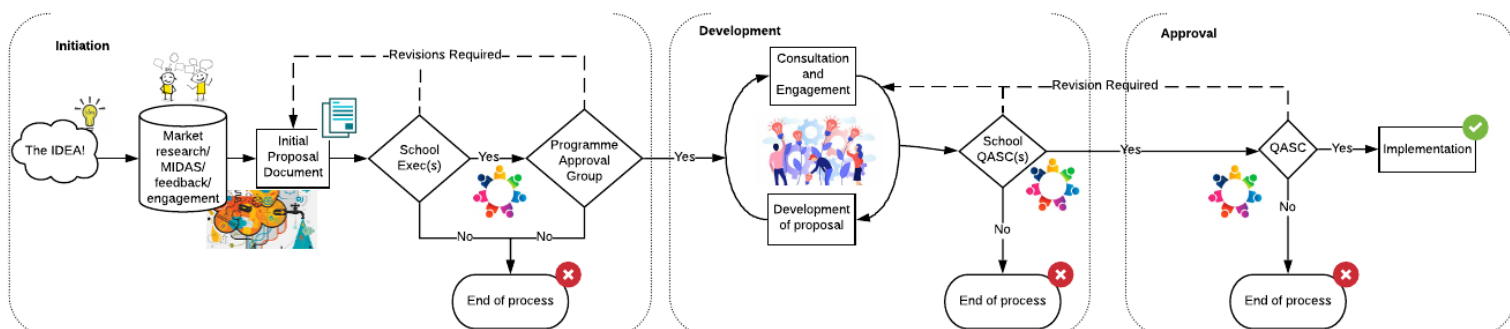 Initiation
Revisions Required
The IDEA!
Market
research/
MIDAS/
feedback/
engagement
Initial
Proposal
Document
School
Exec(s)
Yes
Programme
Approval
Group
No
No
End of process
Yes
Development
Consultation
and
Engagement
Development
of proposal
Revision Required
School
QASC(s)
No
End of process
Yes
Approval
QASC
Yes
Implementation
No
End of process